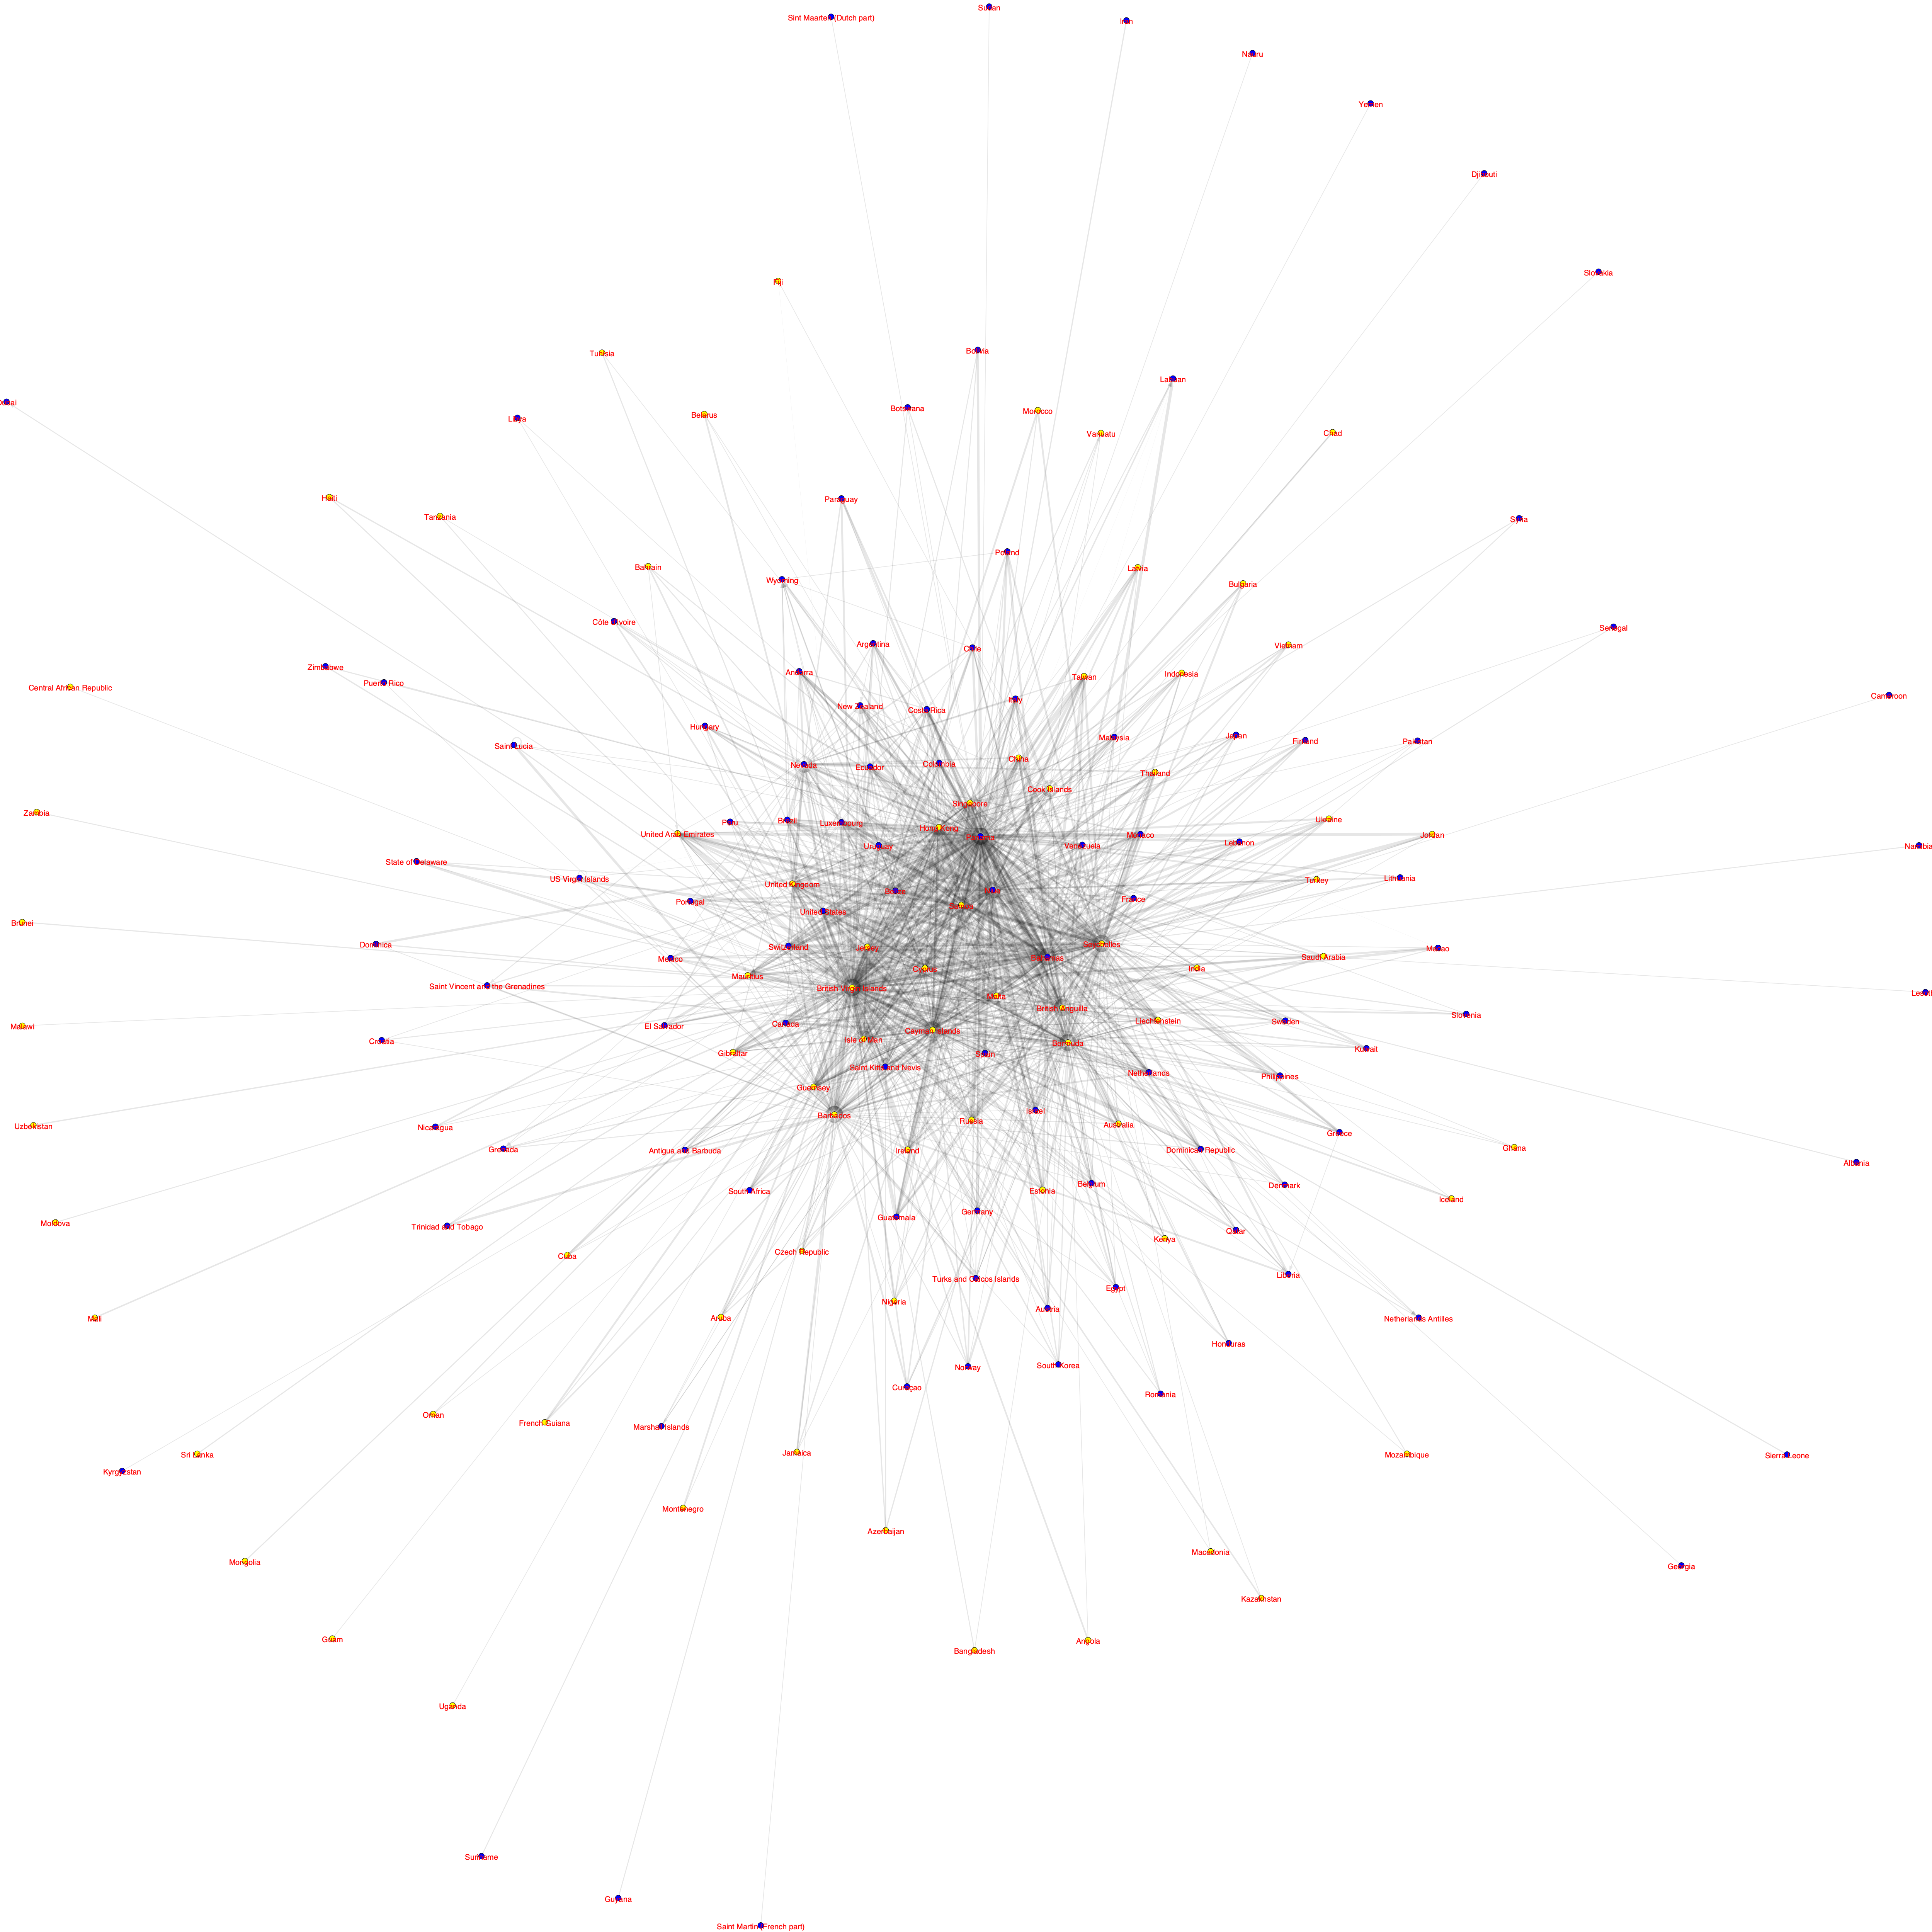 Sudan
Sint Maarten (Dutch part)
Iran
Nauru
Yemen
Djibouti
Slovakia
Fiji
Bolivia
Tunisia
Labuan
Botswana
Morocco
Belarus
Libya
Vanuatu
Chad
Haiti
Paraguay
Tanzania
Syria
Poland
Bahrain
Latvia
Wyoming
Bulgaria
Côte d'Ivoire
Senegal
Argentina
Chile
Vietnam
Zimbabwe
Andorra
Indonesia
Taiwan
Puerto Rico
Central African Republic
Cameroon
Italy
New Zealand
Costa Rica
Hungary
Japan
Malaysia
Finland
Pakistan
Saint Lucia
China
Colombia
Nevada
Ecuador
Thailand
Cook Islands
Singapore
Zambia
Ukraine
Peru
Brazil
Luxembourg
Hong Kong
United Arab Emirates
Panama
Monaco
Jordan
Lebanon
Uruguay
Venezuela
State of Delaware
US Virgin Islands
Turkey
Lithuania
United Kingdom
Belize
France
Portugal
Samoa
United States
Brunei
Dominica
Switzerland
Jersey
Seychelles
Macao
Mexico
Bahamas
Saudi Arabia
Cyprus
India
Mauritius
Saint Vincent and the Grenadines
British Virgin Islands
Malta
British Anguilla
Slovenia
Liechtenstein
Sweden
Canada
El Salvador
Malawi
Cayman Islands
Isle of Man
Croatia
Bermuda
Kuwait
Gibraltar
Spain
Saint Kitts and Nevis
Netherlands
Philippines
Guernsey
Israel
Barbados
Russia
Australia
Uzbekistan
Nicaragua
Greece
Ghana
Grenada
Antigua and Barbuda
Ireland
Dominican Republic
Albania
Belgium
Denmark
South Africa
Estonia
Iceland
Germany
Guatemala
Moldova
Trinidad and Tobago
Qatar
Kenya
Czech Republic
Cuba
Liberia
Turks and Caicos Islands
Egypt
Nigeria
Austria
Mali
Aruba
Netherlands Antilles
Honduras
South Korea
Norway
Curaçao
Romania
Oman
French Guiana
Marshall Islands
Jamaica
Sri Lanka
Mozambique
Sierra Leone
Kyrgyzstan
Montenegro
Azerbaijan
Macedonia
Mongolia
Georgia
Kazakhstan
Guam
Angola
Bangladesh
Uganda
Suriname
Guyana
Saint Martin (French part)